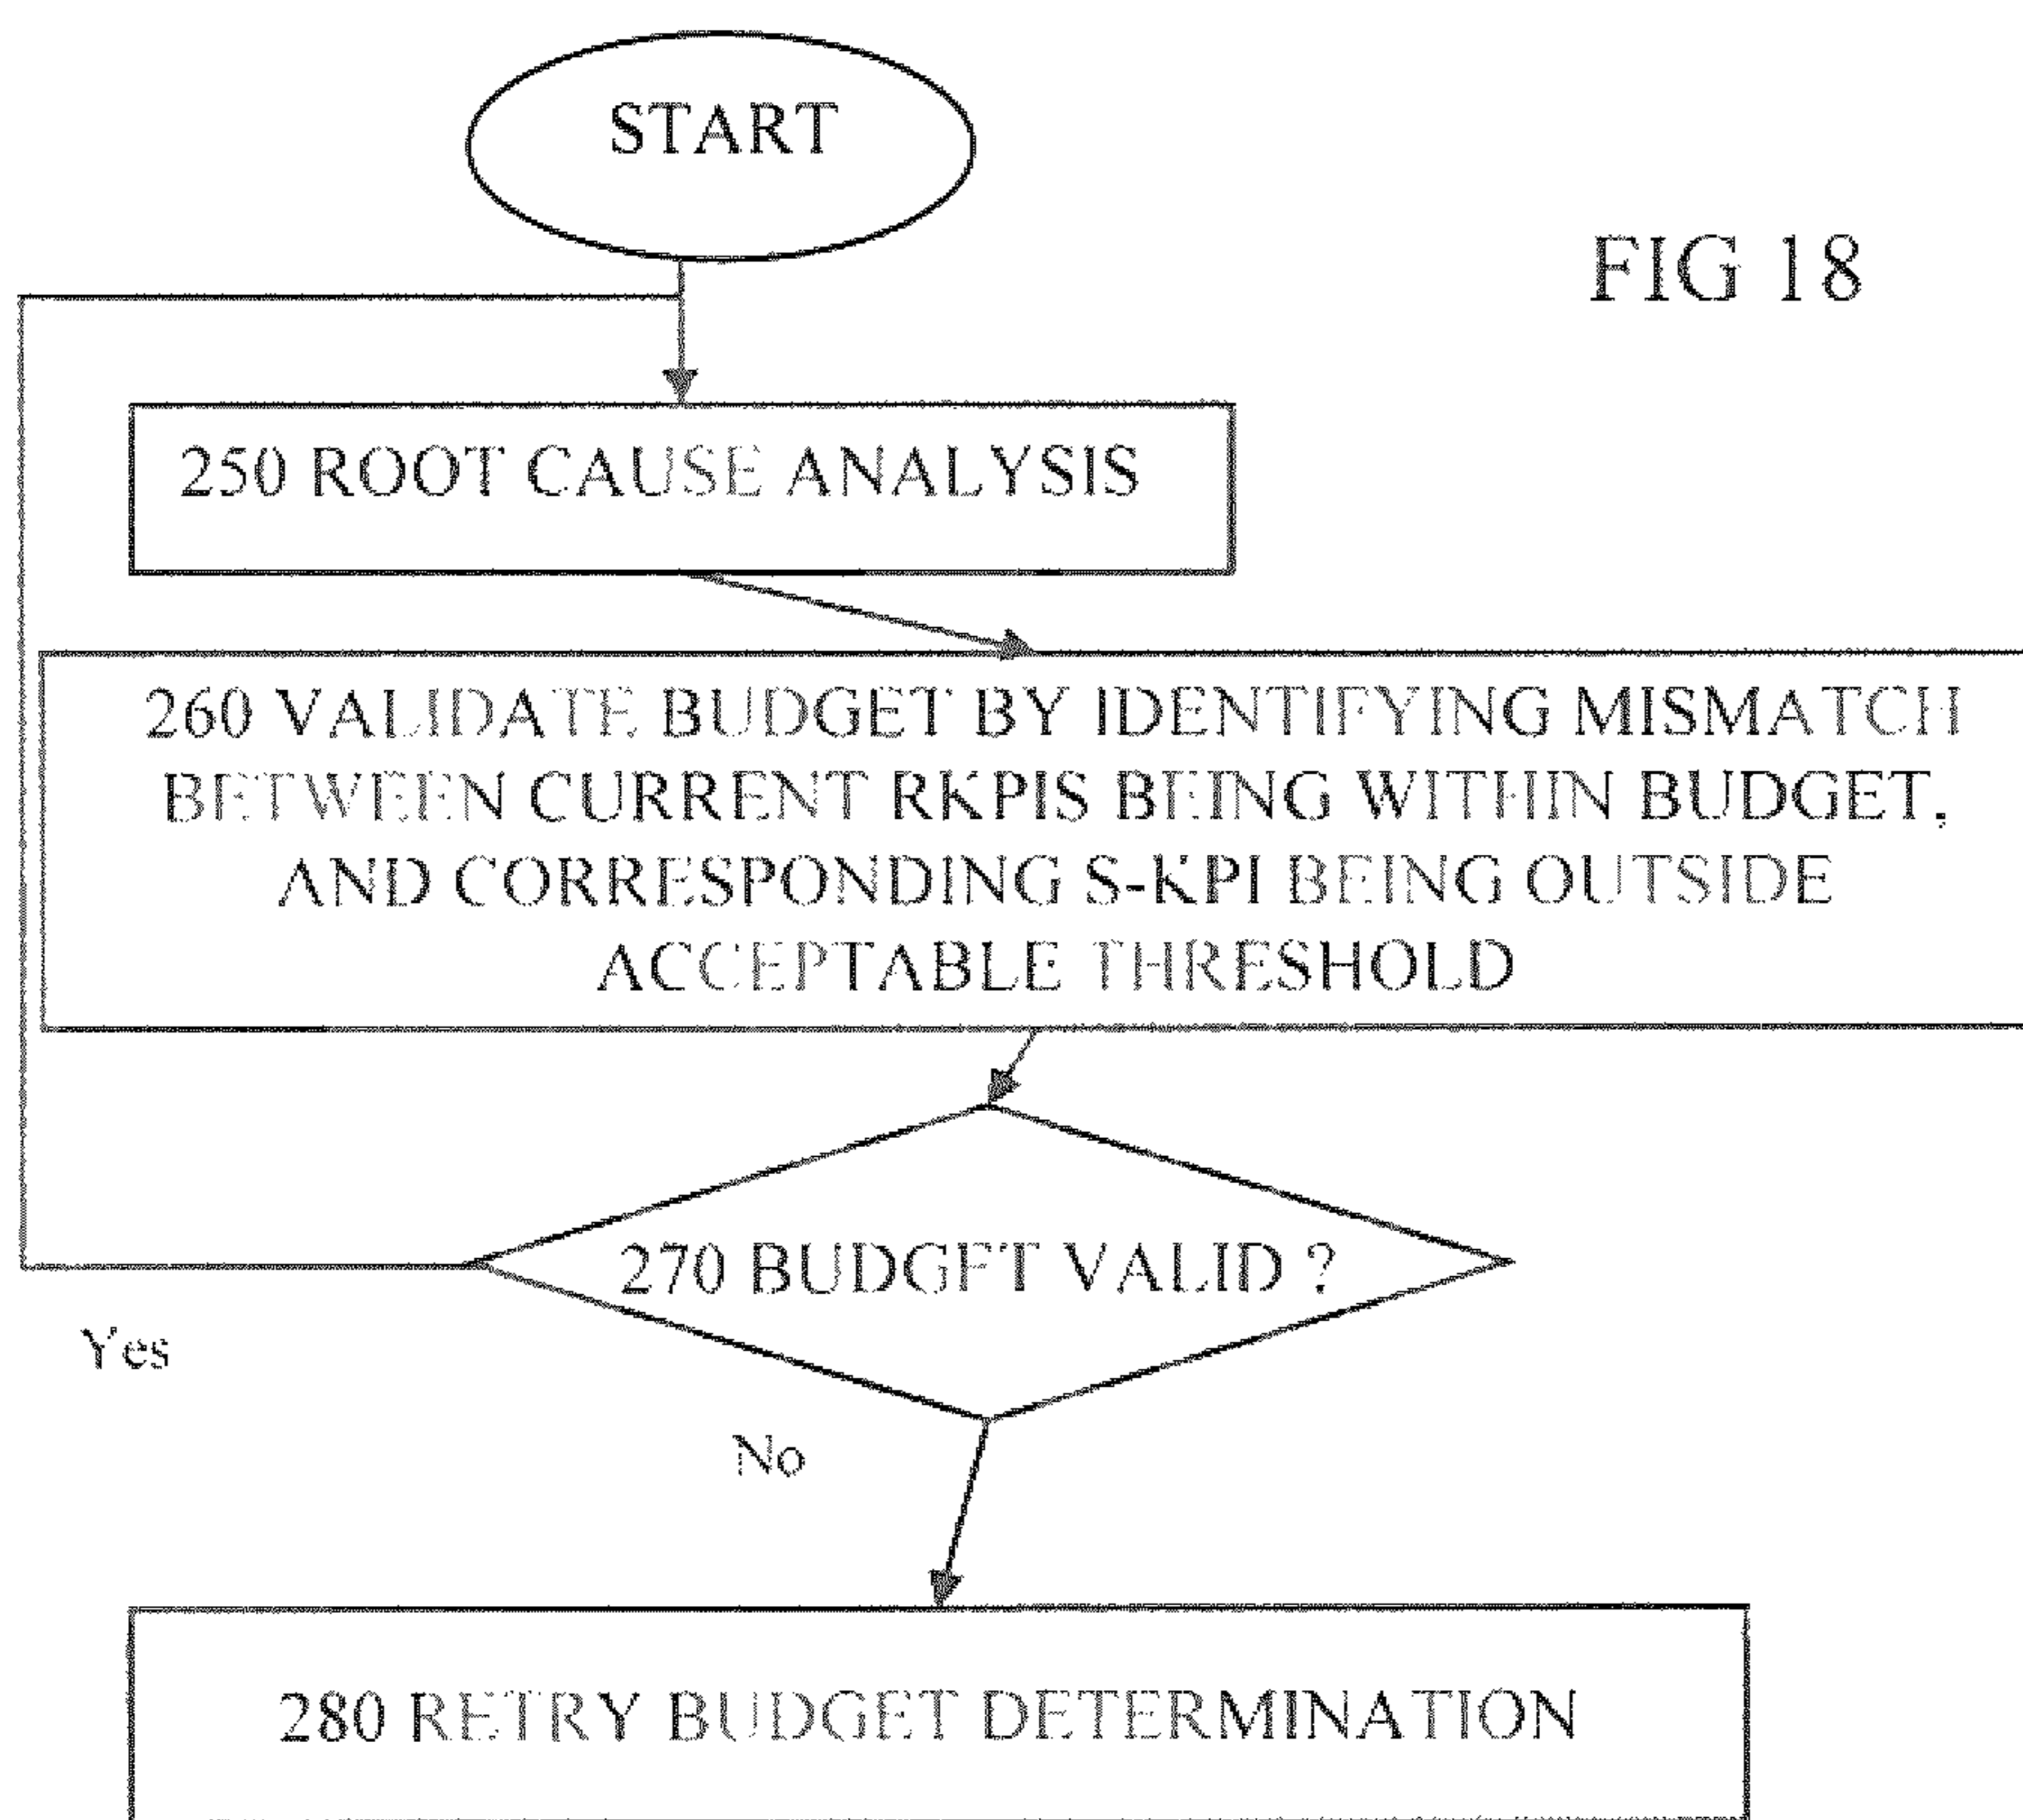 START
FIG 18
250 ROOT CAUSE ANALYSIS
260 VALIDATE BUDGET BY IDENTIFYING MISMATCH
BETWEEN CURRENT RKPIS BEING WITHIN BUDGET,
AND CORRESPONDING S-KPI BEING OUTSIDE
ACCEPTABLE THRESHOLD
270 BUDGET VALID ?
Yes
No
280 RETRY BUDGET DETERMINATION